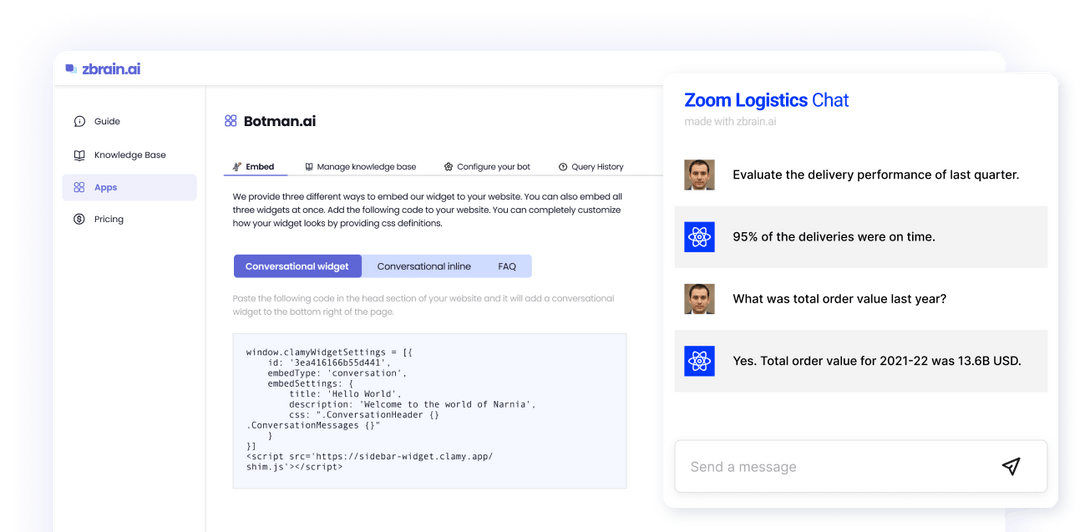 zbrain.ai
Guide
Knowledge Base
Apps
Pricing
Botman.ai
Embed
Manage knowledge base
Configure your bot
Query History
We provide three different ways to embed our widget to your website. You can also embed all
three widgets at once. Add the following code to your website. You can completely customize
how your widget looks by providing css definitions.
Conversational widget
Conversational inline
FAQ
Paste the following code in the head section of your website and it will add a conversational
widget to the bottom right of the page.
window.clamyWidgetSettings = [{
id: '3ea416166b55d441',
embedType: 'conversation',
embedSettings: {
title: 'Hello World',
description: 'Welcome to the world of Narnia',
css: ".ConversationHeader {}
.ConversationMessages {}"
}
}]
<script src='https://sidebar-widget.clamy.app/
shim.js'></script>
Zoom Logistics Chat
made with zbrain.ai
Evaluate the delivery performance of last quarter.
95% of the deliveries were on time.
What was total order value last year?
Yes. Total order value for 2021-22 was 13.6B USD.
Send a message